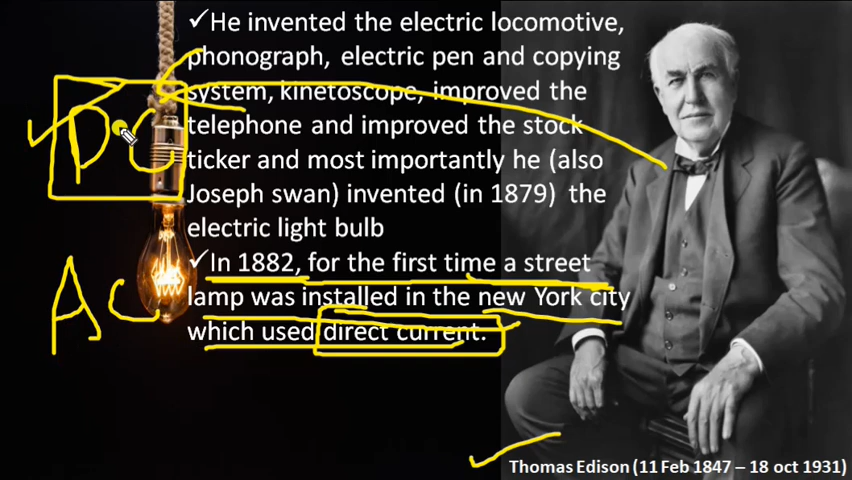 ✓He invented the electric locomotive,
phonograph, electric pen and copying
system, kinetoscope, improved the
telephone and improved the stock
ticker and most importantly he (also
Joseph swan) invented (in 1879) the
electric light bulb
✓In 1882, for the first time a street
lamp was installed in the new York city
which used direct current.
DC
AC
Thomas Edison (11 Feb 1847 – 18 oct 1931)